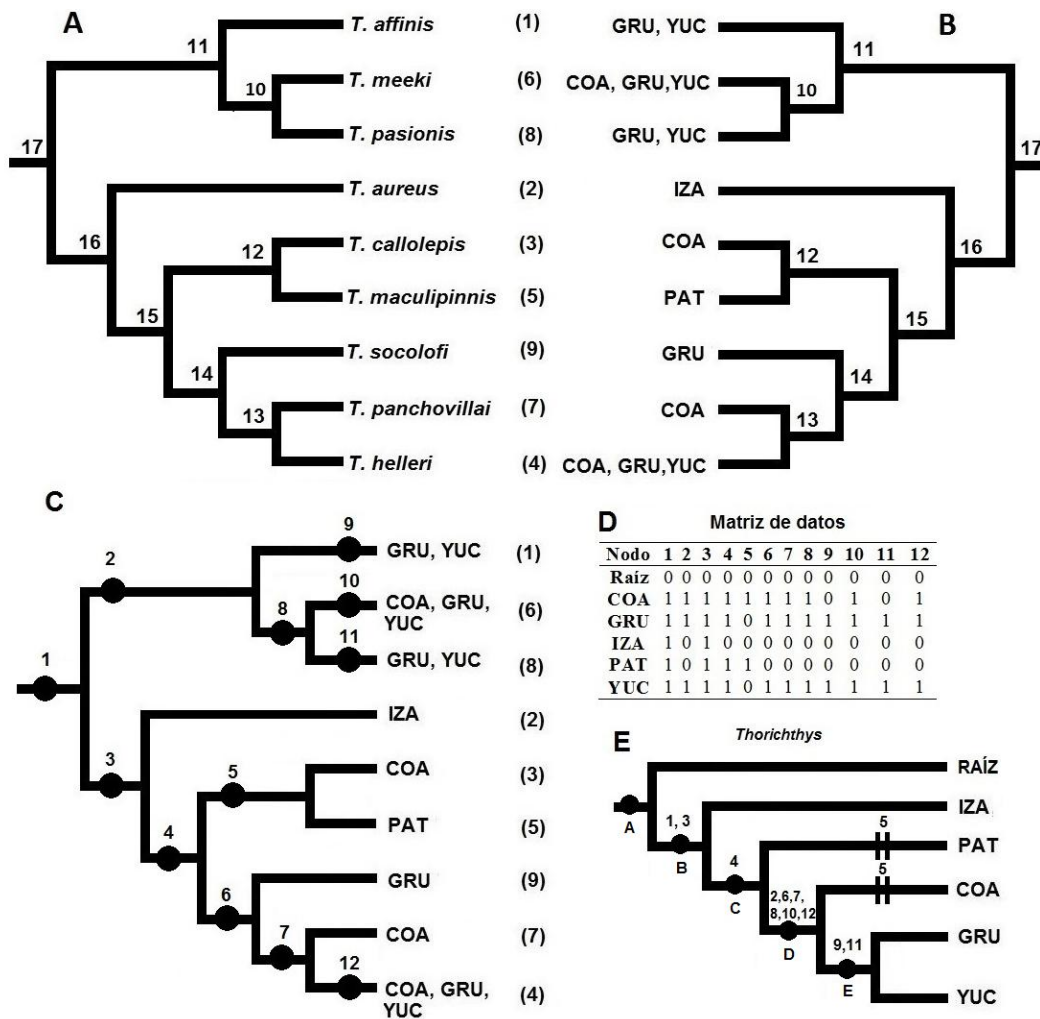 A
T. affinis (1)
11
T. meeki (6)
10
T. pasionis (8)
17
T. aureus (2)
16
T. callolepis (3)
12
T. maculipinnis (5)
15
T. socolofi (9)
14
T. panchovillai (7)
13
T. helleri (4)
B
GRU, YUC
11
COA, GRU,YUC
10
GRU, YUC
17
IZA
16
COA
12
PAT
15
GRU
14
COA
13
COA, GRU,YUC
C
9
GRU, YUC (1)
2
10
COA, GRU,
YUC
(6)
8
11
GRU, YUC (8)
1
IZA (2)
3
5
COA (3)
PAT (5)
4
GRU (9)
6
COA (7)
7
12
COA, GRU,
YUC
(4)
D
Matriz de datos
Nodo 1 2 3 4 5 6 7 8 9 10 11 12
Raíz 0 0 0 0 0 0 0 0 0 0 0 0
COA 1 1 1 1 1 1 1 1 0 1 0 1
GRU 1 1 1 1 0 1 1 1 1 1 1 1
IZA 1 0 1 0 0 0 0 0 0 0 0 0
PAT 1 0 1 1 1 0 0 0 0 0 0 0
YUC 1 1 1 1 0 1 1 1 1 1 1 1
E
Thorichthys
RAÍZ
A
IZA
1, 3
B
5
PAT
4
C
5
COA
2,6,7,
8,10,12
D
GRU
9,11
E
YUC